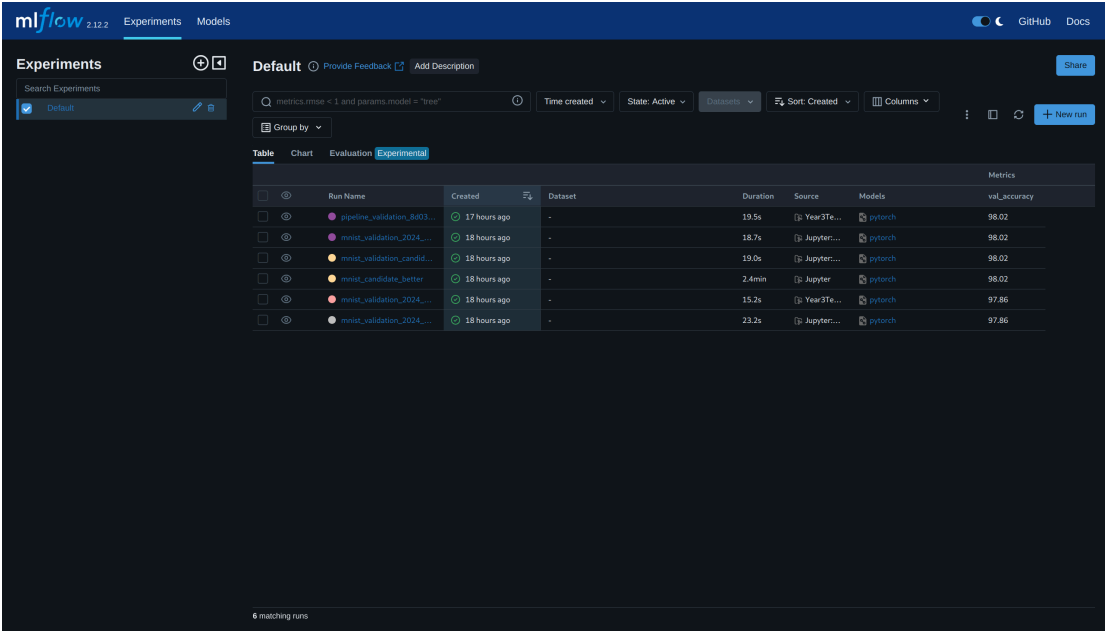 mlflow 2.12.2 Experiments Models GitHub Docs
Experiments
Search Experiments
Default
Default Provide Feedback Add Description Share
metrics.rmse < 1 and params.model = "tree" Time created State: Active Datasets Sort: Created Columns
+ New run
Group by
Table Chart Evaluation Experimental
Metrics
Run Name Created Dataset Duration Source Models val_accuracy
pipeline_validation_8d03... 17 hours ago - 19.5s Year3Te... pytorch 98.02
mnist_validation_2024_... 18 hours ago - 18.7s Jupyter:... pytorch 98.02
mnist_validation_candid... 18 hours ago - 19.0s Jupyter:... pytorch 98.02
mnist_candidate_better 18 hours ago - 2.4min Jupyter pytorch 98.02
mnist_validation_2024_... 18 hours ago - 15.2s Year3Te... pytorch 97.86
mnist_validation_2024_... 18 hours ago - 23.2s Jupyter:... pytorch 97.86
6 matching runs